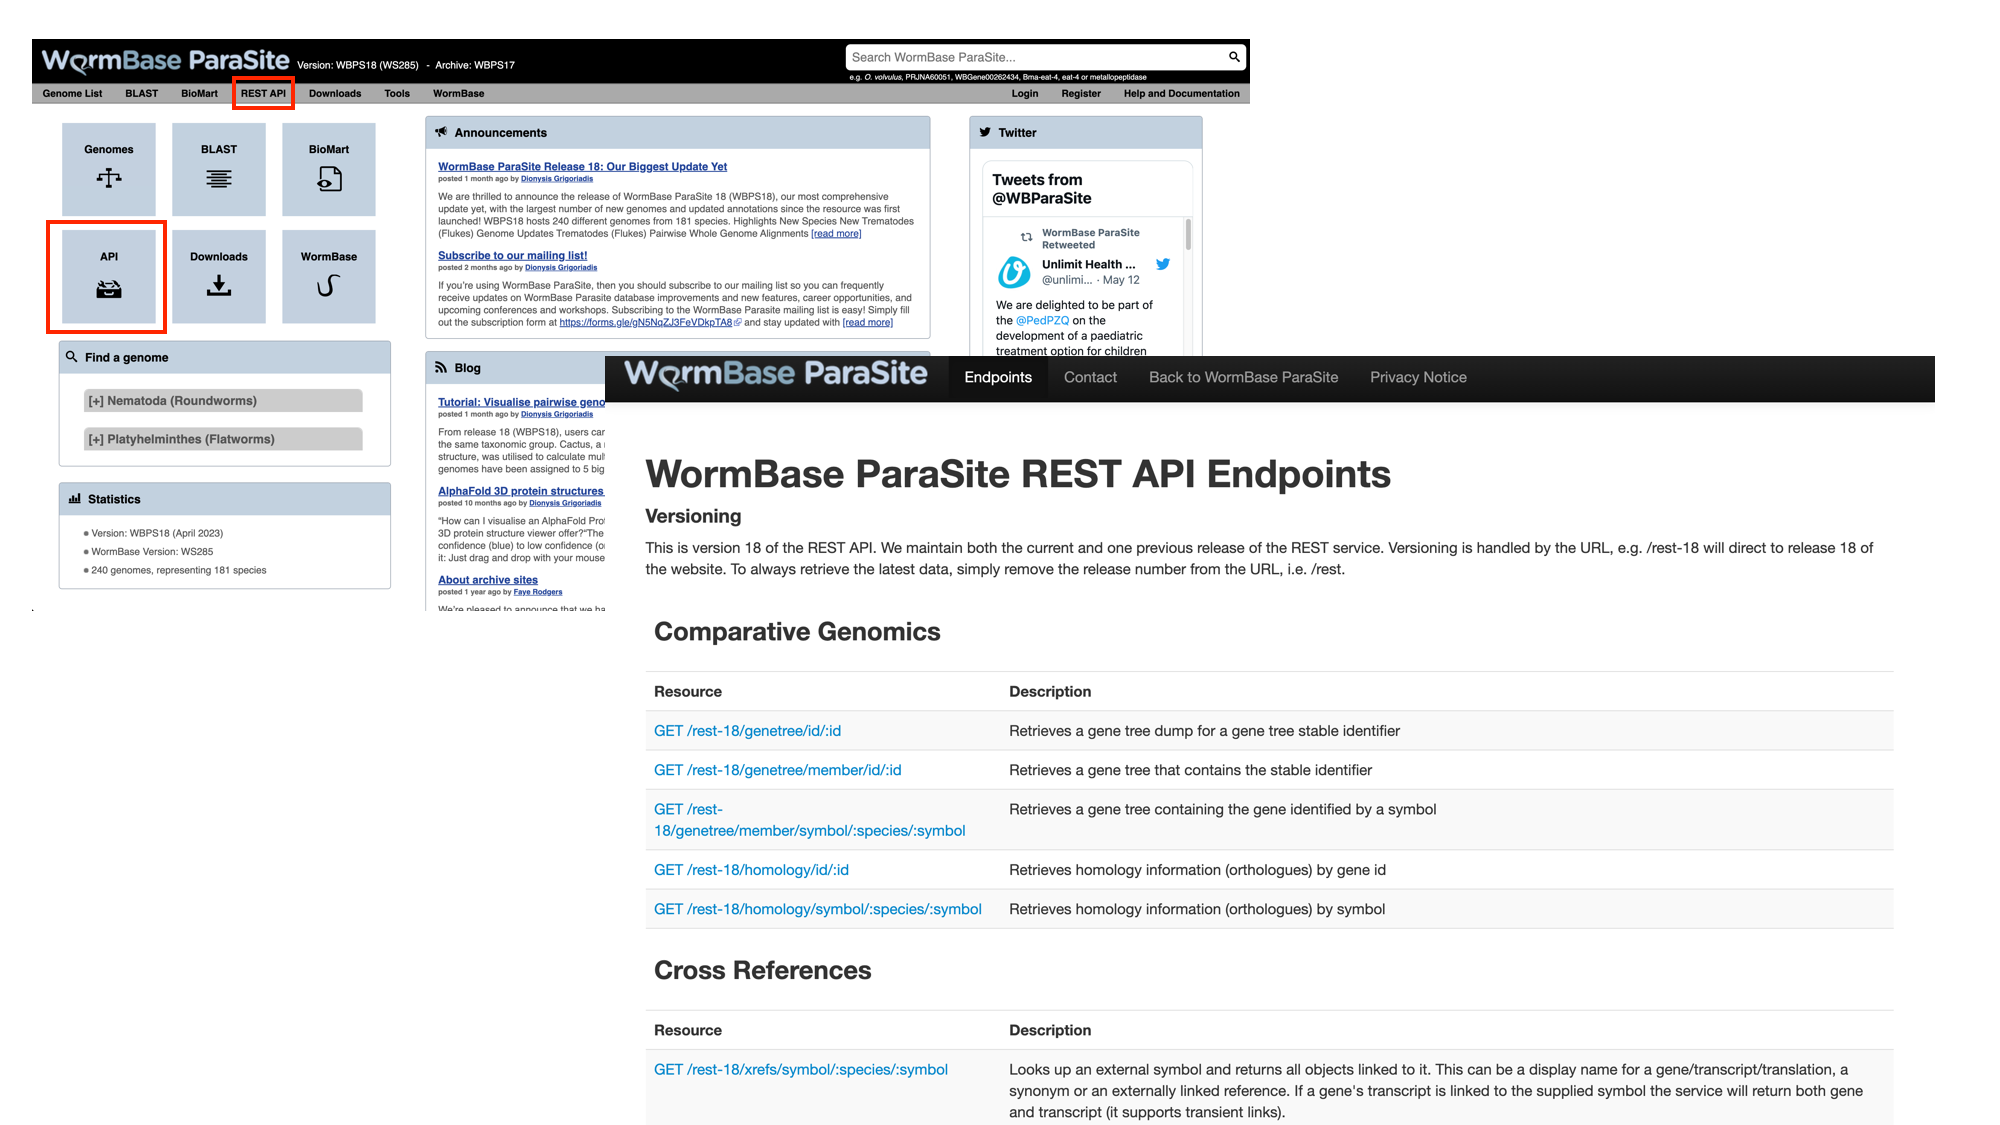 WormBase ParaSite Version: WBPS18 (WS285) - Archive: WBPS17
Search WormBase ParaSite...
e.g. O. volvulus, PRJNA60051, WBGene00262434, Bma-eat-4, eat-4 or metallopeptidase
Genome List BLAST BioMart REST API Downloads Tools WormBase Login Register Help and Documentation
Genomes BLAST BioMart
API Downloads WormBase
Find a genome
[+] Nematoda (Roundworms)
[+] Platyhelminthes (Flatworms)
Statistics
Version: WBPS18 (April 2023)
WormBase Version: WS285
240 genomes, representing 181 species
Announcements
WormBase ParaSite Release 18: Our Biggest Update Yet
posted 1 month ago by Dionysis Grigoriadis
We are thrilled to announce the release of WormBase ParaSite 18 (WBPS18), our most comprehensive
update yet, with the largest number of new genomes and updated annotations since the resource was first
launched! WBPS18 hosts 240 different genomes from 181 species. Highlights New Species New Trematodes
(Flukes) Genome Updates Trematodes (Flukes) Pairwise Whole Genome Alignments [read more]
Subscribe to our mailing list!
posted 2 months ago by Dionysis Grigoriadis
If you're using WormBase ParaSite, then you should subscribe to our mailing list so you can frequently
receive updates on WormBase Parasite database improvements and new features, career opportunities, and
upcoming conferences and workshops. Subscribing to the WormBase Parasite mailing list is easy! Simply fill
out the subscription form at https://forms.gle/gN5NqZJ3FeVDkpTA8 and stay updated with [read more]
Blog
Tutorial: Visualise pairwise geno
posted 1 month ago by Dionysis Grigoriadis
From release 18 (WBPS18), users car
the same taxonomic group. Cactus, a
structure, was utilised to calculate mul
genomes have been assigned to 5 big
AlphaFold 3D protein structures
posted 10 months ago by Dionysis Grigoriadis
"How can I visualise an AlphaFold Pro
3D protein structure viewer offer?"The
confidence (blue) to low confidence (o
it: Just drag and drop with your mouse
About archive sites
posted 1 year ago by Faye Rodgers
We're pleased to announce that we ha
Twitter
Tweets from
@WBParaSite
WormBase ParaSite
Retweeted
Unlimit Health ...
@unlimi... · May 12
We are delighted to be part of
the @PedPZQ on the
development of a paediatric
treatment option for children
WormBase ParaSite Endpoints Contact Back to WormBase ParaSite Privacy Notice
WormBase ParaSite REST API Endpoints
Versioning
This is version 18 of the REST API. We maintain both the current and one previous release of the REST service. Versioning is handled by the URL, e.g. /rest-18 will direct to release 18 of
the website. To always retrieve the latest data, simply remove the release number from the URL, i.e. /rest.
Comparative Genomics
Resource Description
GET /rest-18/genetree/id/:id Retrieves a gene tree dump for a gene tree stable identifier
GET /rest-18/genetree/member/id/:id Retrieves a gene tree that contains the stable identifier
GET /rest- Retrieves a gene tree containing the gene identified by a symbol
18/genetree/member/symbol/:species/:symbol
GET /rest-18/homology/id/:id Retrieves homology information (orthologues) by gene id
GET /rest-18/homology/symbol/:species/:symbol Retrieves homology information (orthologues) by symbol
Cross References
Resource Description
GET /rest-18/xrefs/symbol/:species/:symbol Looks up an external symbol and returns all objects linked to it. This can be a display name for a gene/transcript/translation, a
synonym or an externally linked reference. If a gene's transcript is linked to the supplied symbol the service will return both gene
and transcript (it supports transient links).